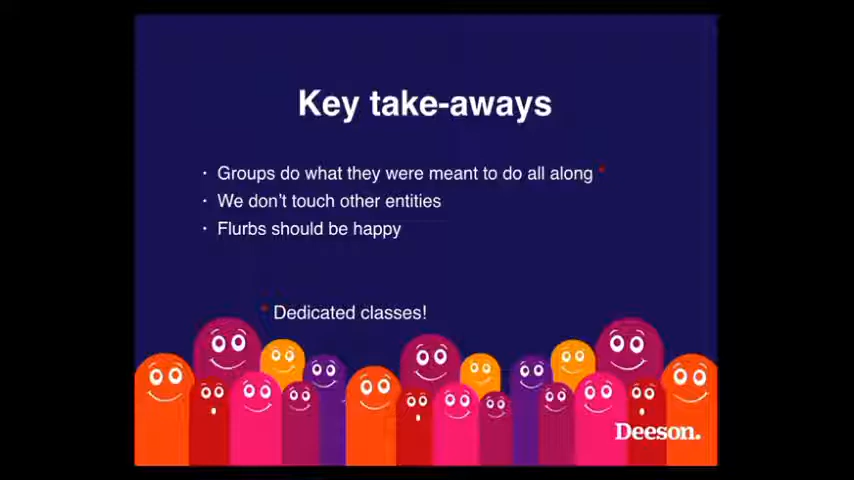 Key take-aways
· Groups do what they were meant to do all along *
· We don't touch other entities
· Flurbs should be happy
* Dedicated classes!
Deeson.